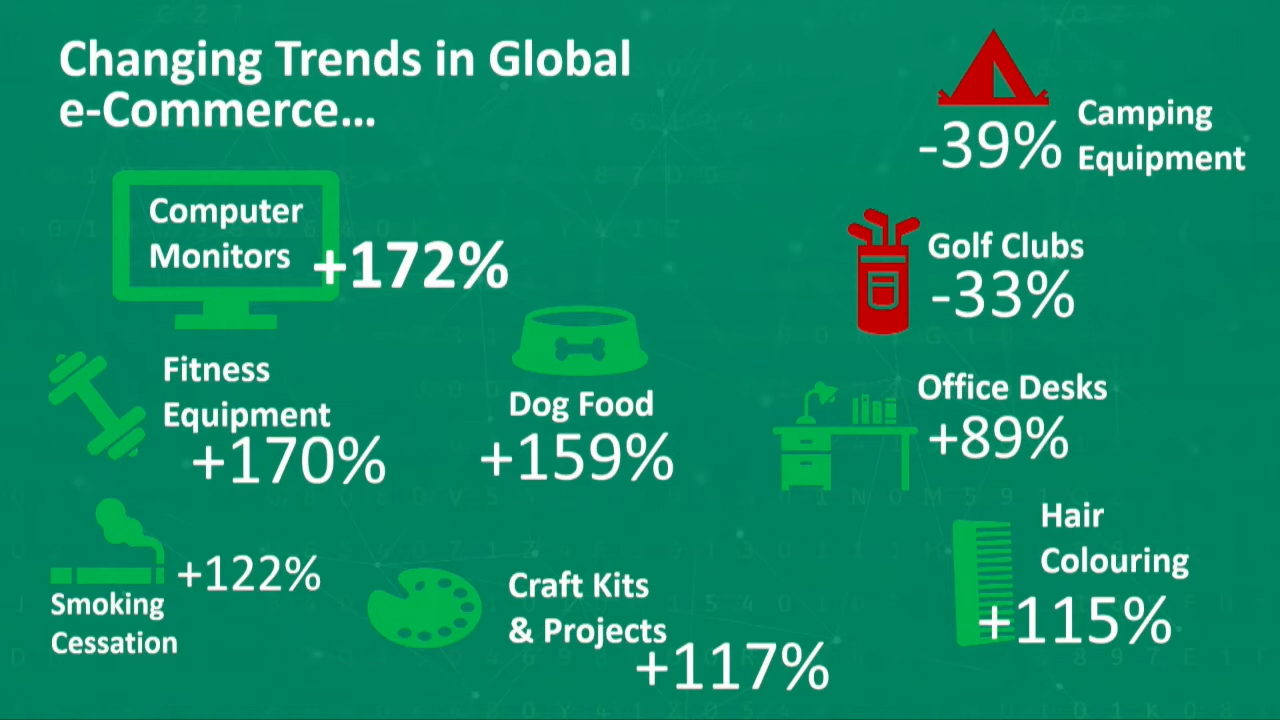 Changing Trends in Global
e-Commerce...
Camping
Equipment
-39%
Computer
Monitors
+172%
Golf Clubs
-33%
Fitness
Equipment
+170%
Dog Food
+159%
Office Desks
+89%
Smoking
Cessation
+122%
Craft Kits
& Projects
+117%
Hair
Colouring
+115%